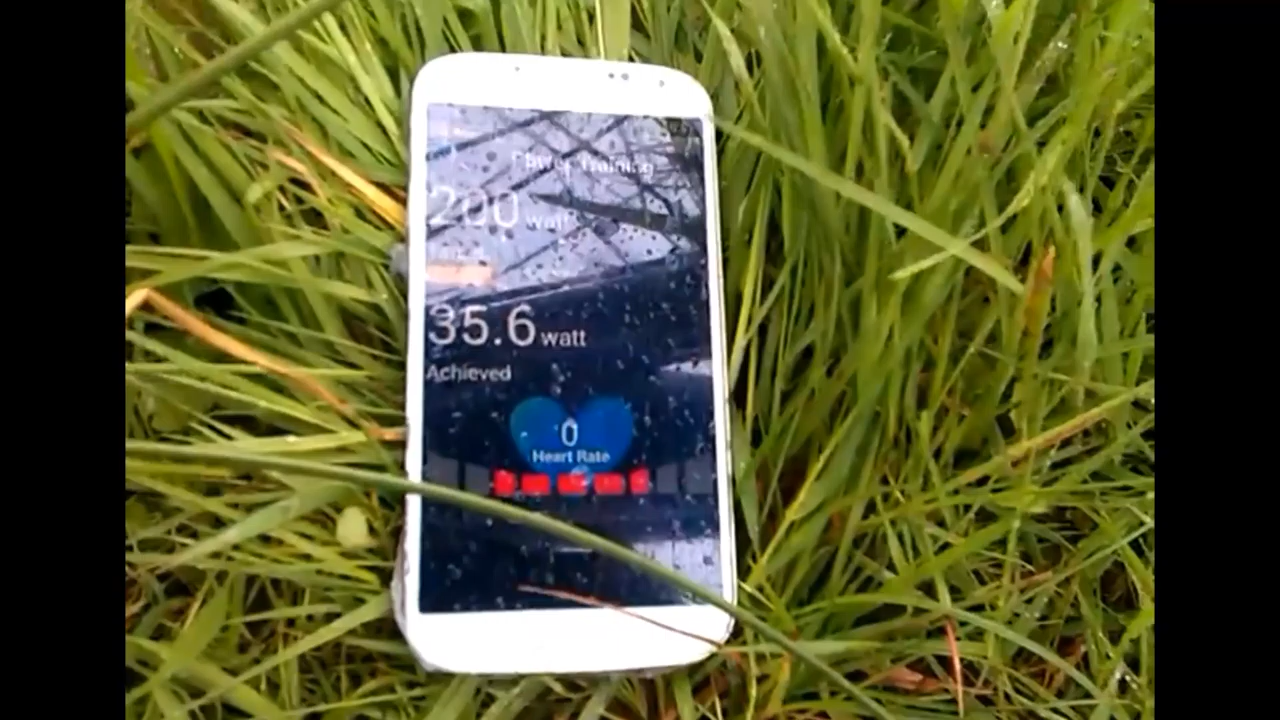 Power Training
200 watt
35.6 watt
Achieved
0
Heart Rate